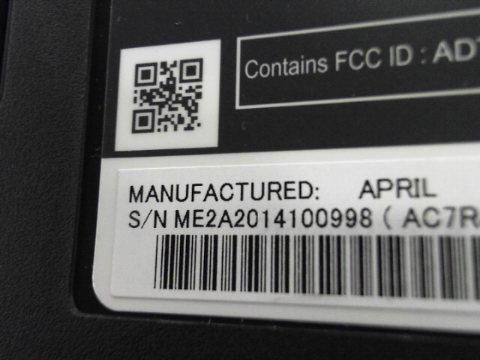 Contains FCC ID : AD
MANUFACTURED: APRIL
S/N ME2A2014100998 ( AC7R